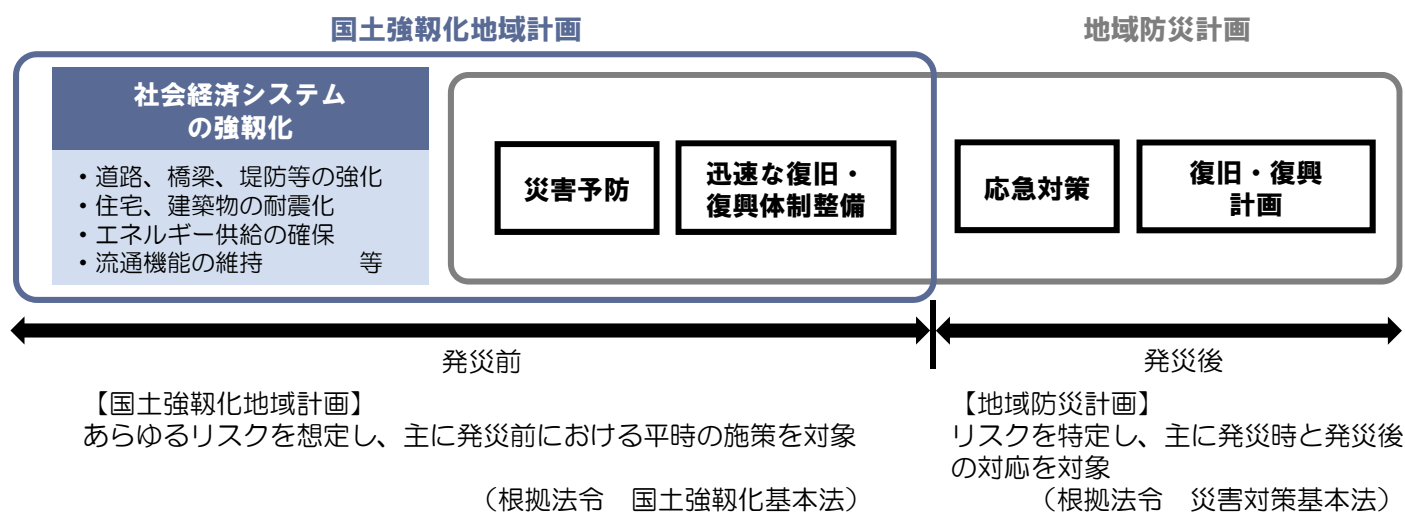 国土強靱化地域計画
地域防災計画
社会経済システム
の強靱化
・道路、橋梁、堤防等の強化
・住宅、建築物の耐震化
・エネルギー供給の確保
・流通機能の維持　　　等
災害予防
迅速な復旧・
復興体制整備
応急対策
復旧・復興
計画
発災前
発災後
【国土強靱化地域計画】
あらゆるリスクを想定し、主に発災前における平時の施策を対象
（根拠法令　国土強靱化基本法）
【地域防災計画】
リスクを特定し、主に発災時と発災後
の対応を対象
（根拠法令　災害対策基本法）